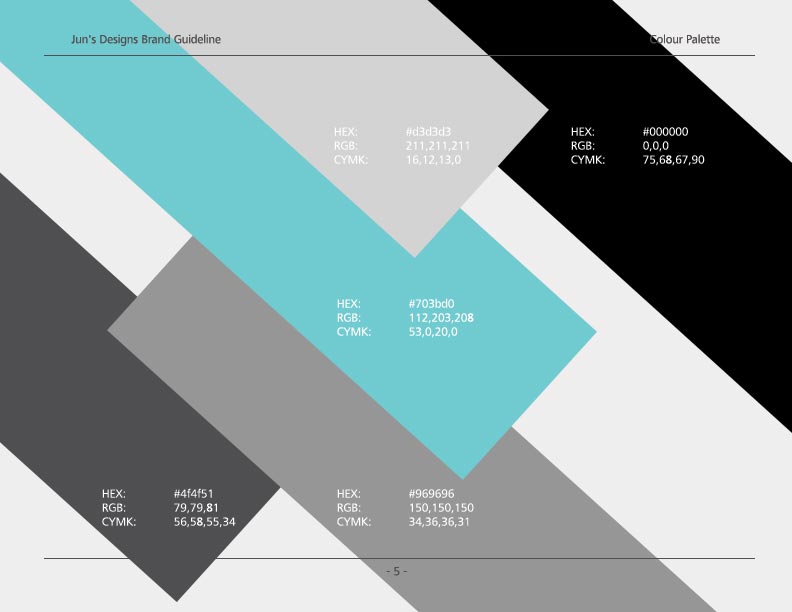 Jun's Designs Brand Guideline
Colour Palette
HEX: #d3d3d3
RGB: 211,211,211
CYMK: 16,12,13,0
HEX: #000000
RGB: 0,0,0
CYMK: 75,68,67,90
HEX: #703bd0
RGB: 112,203,208
CYMK: 53,0,20,0
HEX: #4f4f51
RGB: 79,79,81
CYMK: 56,58,55,34
HEX: #969696
RGB: 150,150,150
CYMK: 34,36,36,31
- 5 -